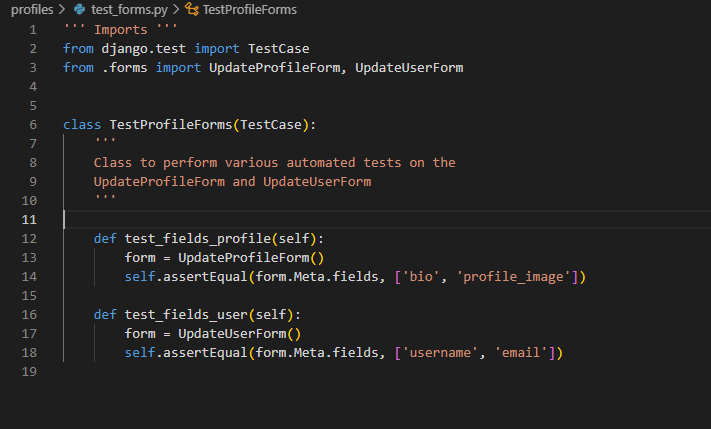 profiles > test_forms.py > TestProfileForms
1 ''' Imports '''
2 from django.test import TestCase
3 from .forms import UpdateProfileForm, UpdateUserForm
4
5
6 class TestProfileForms(TestCase):
7     '''
8     Class to perform various automated tests on the
9     UpdateProfileForm and UpdateUserForm
10     '''
11
12     def test_fields_profile(self):
13         form = UpdateProfileForm()
14         self.assertEqual(form.Meta.fields, ['bio', 'profile_image'])
15
16     def test_fields_user(self):
17         form = UpdateUserForm()
18         self.assertEqual(form.Meta.fields, ['username', 'email'])
19